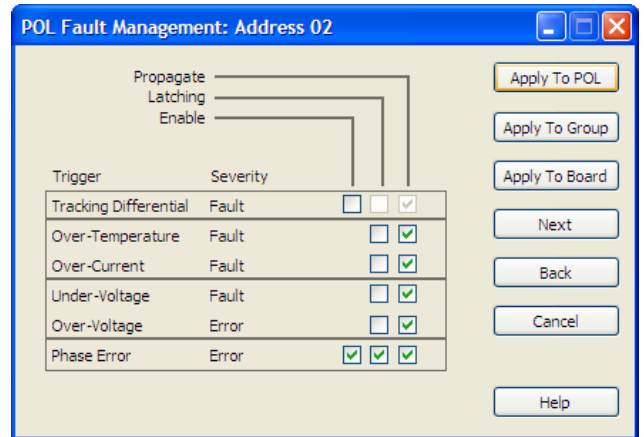 POL Fault Management: Address 02
Propagate
Latching
Enable
Trigger Severity
Tracking Differential Fault
Over-Temperature Fault
Over-Current Fault
Under-Voltage Fault
Over-Voltage Error
Phase Error Error
Apply To POL
Apply To Group
Apply To Board
Next
Back
Cancel
Help